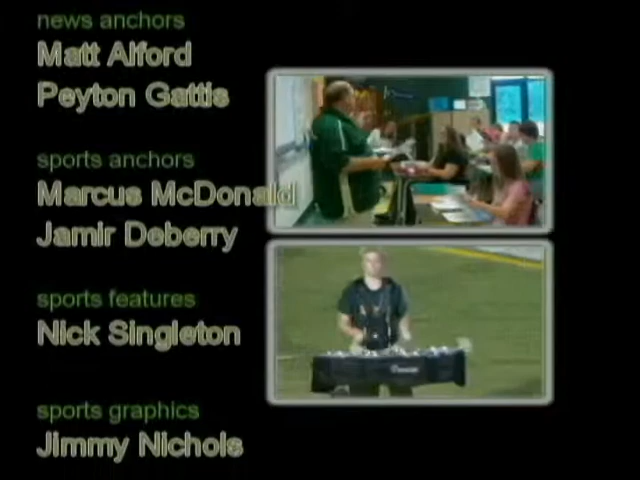 news anchors
Matt Alford
Peyton Gattis
sports anchors
Marcus McDonald
Jamir Deberry
sports features
Nick Singleton
sports graphics
Jimmy Nichols